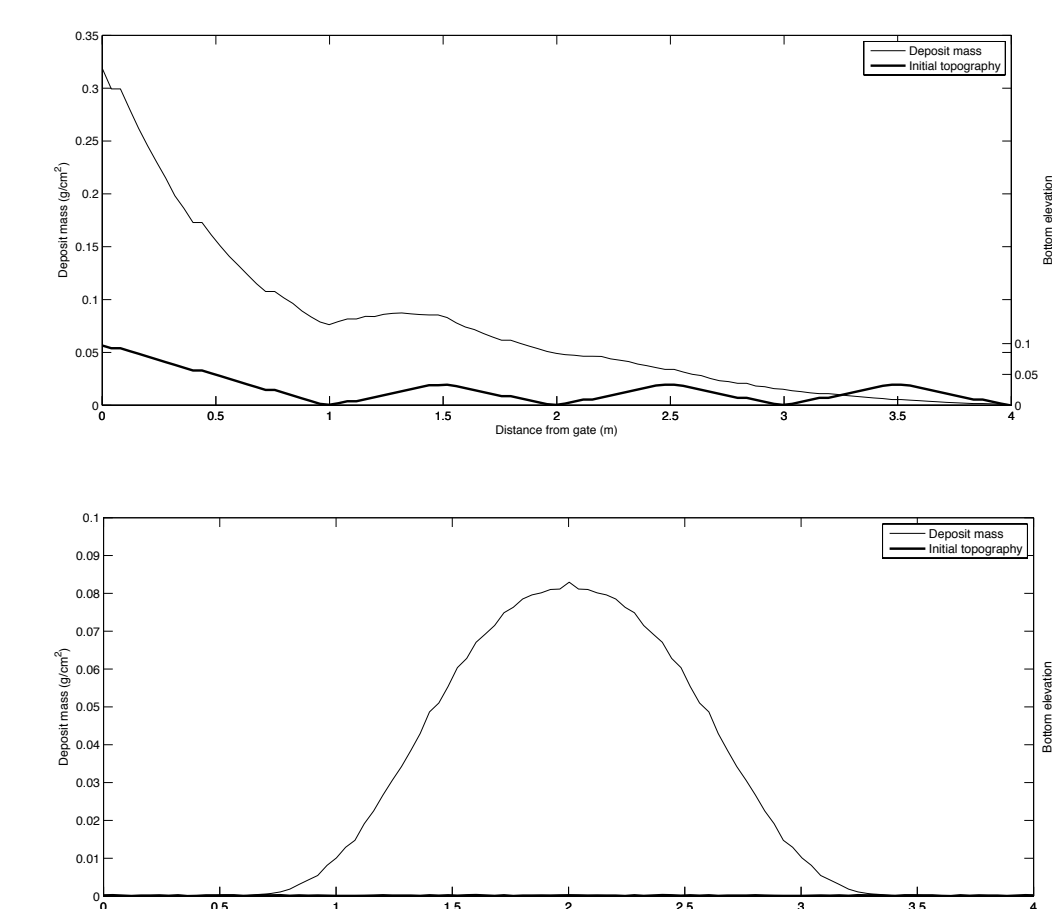 0.35
0.3
0.25
0.2
0.15
0.1
0.05
0
Deposit mass (g/cm2)
Deposit mass
Initial topography
0.1
0.05
0
Bottom elevation
0 0.5 1 1.5 2 2.5 3 3.5 4
Distance from gate (m)
0.1
0.09
0.08
0.07
0.06
0.05
0.04
0.03
0.02
0.01
0
Deposit mass (g/cm2)
Deposit mass
Initial topography
Bottom elevation
0 0.5 1 1.5 2 2.5 3 3.5 4